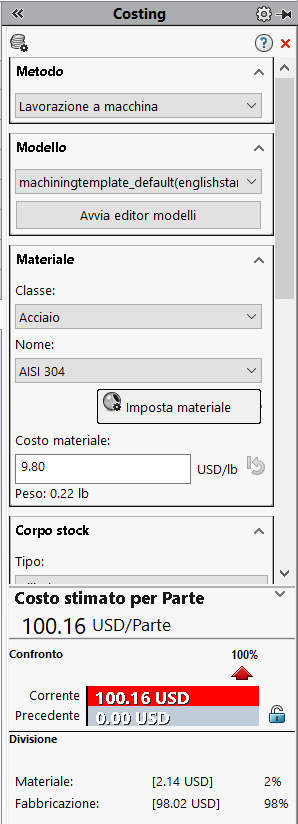 Costing
Metodo
Lavorazione a macchina
Modello
machiningtemplate_default(englishstar
Avvia editor modelli
Materiale
Classe:
Acciaio
Nome:
AISI 304
Imposta materiale
Costo materiale:
9.80 USD/lb
Peso: 0.22 lb
Corpo stock
Tipo:
Costo stimato per Parte
100.16 USD/Parte
Confronto 100%
Corrente 100.16 USD
Precedente 0.00 USD
Divisione
Materiale: [2.14 USD] 2%
Fabbricazione: [98.02 USD] 98%